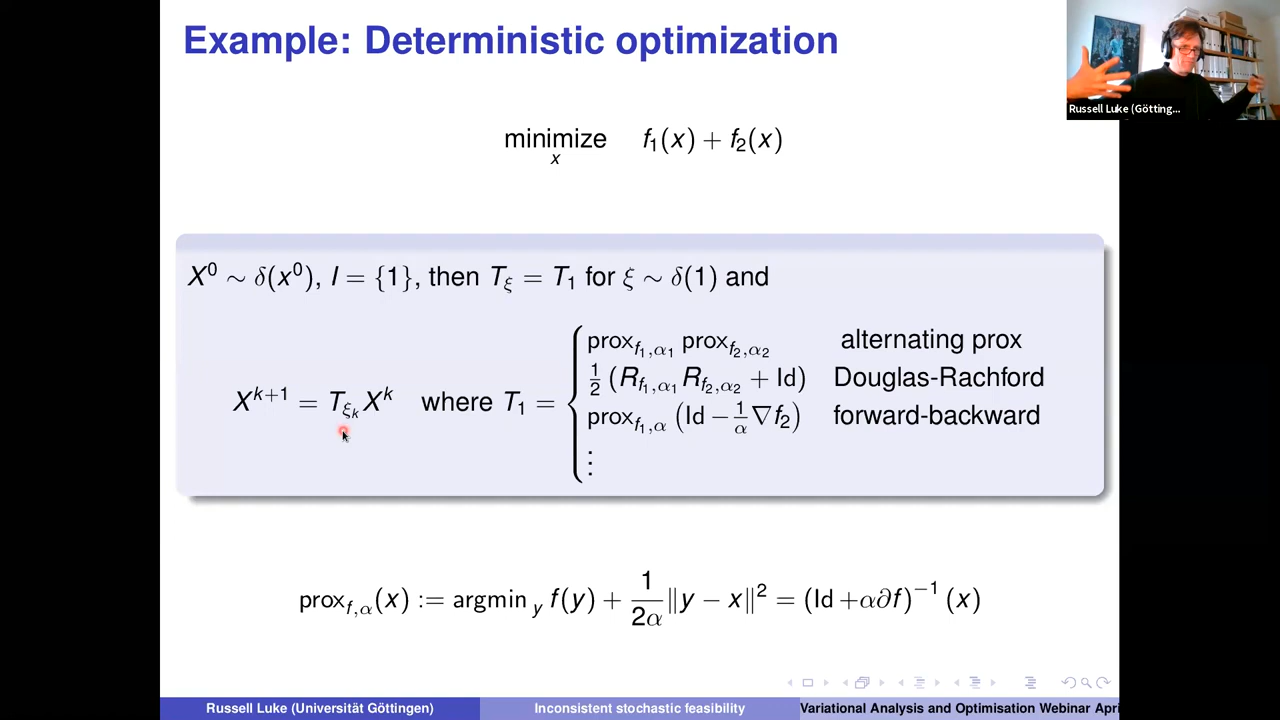 Example: Deterministic optimization
Russell Luke (Götting...
minimize f₁(x) + f₂(x)
x
X⁰ ∼ δ(x⁰), I = {1}, then T_ξ = T₁ for ξ ∼ δ(1) and
prox_{f₁,α₁} prox_{f₂,α₂} alternating prox
½ (R_{f₁,α₁} R_{f₂,α₂} + Id) Douglas-Rachford
X^{k+1} = T_{ξ_k} X^k where T₁ =
prox_{f₁,α} (Id − 1/α ∇f₂) forward-backward
⋮
prox_{f,α}(x) := argmin_y f(y) + 1/(2α) ‖y − x‖² = (Id +α∂f)⁻¹ (x)
Russell Luke (Universität Göttingen) Inconsistent stochastic feasibility Variational Analysis and Optimisation Webinar Apri